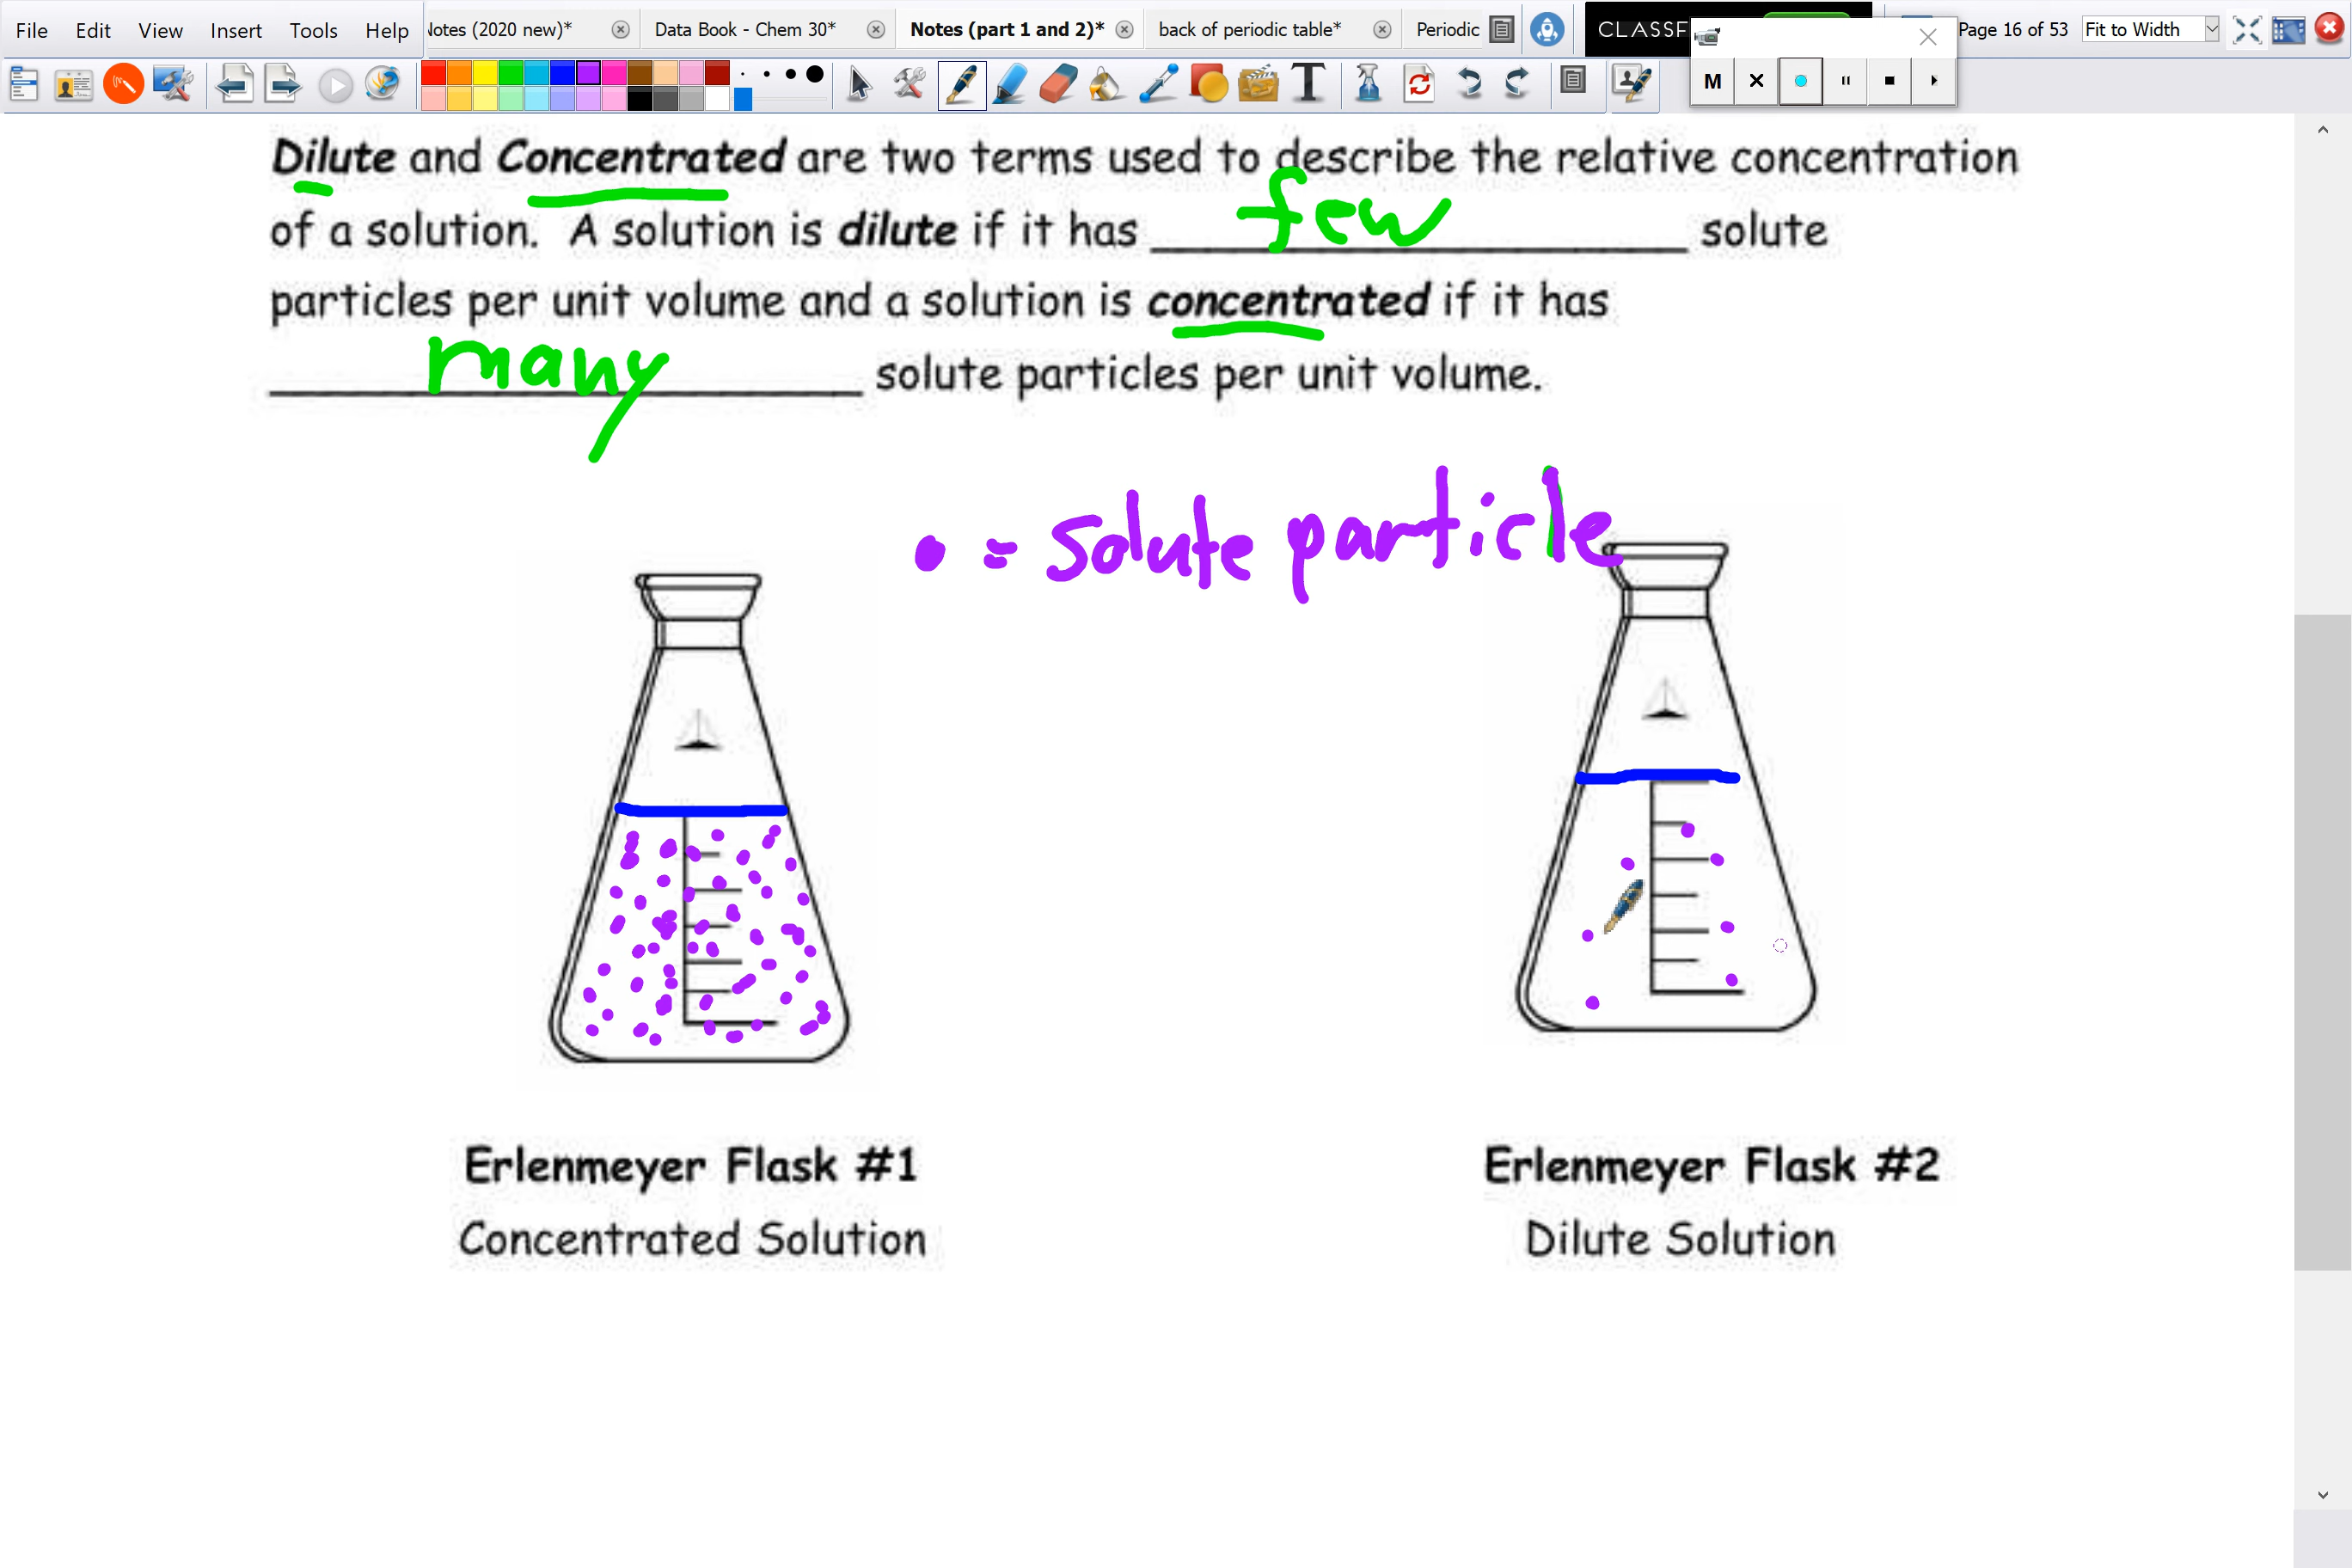 File Edit View Insert Tools Help
Notes (2020 new)* Data Book - Chem 30* Notes (part 1 and 2)* back of periodic table* Periodic
Page 16 of 53 Fit to Width
M
T
Dilute and Concentrated are two terms used to describe the relative concentration
of a solution. A solution is dilute if it has few solute
particles per unit volume and a solution is concentrated if it has
many solute particles per unit volume.
• = solute particle
Erlenmeyer Flask #1
Concentrated Solution
Erlenmeyer Flask #2
Dilute Solution